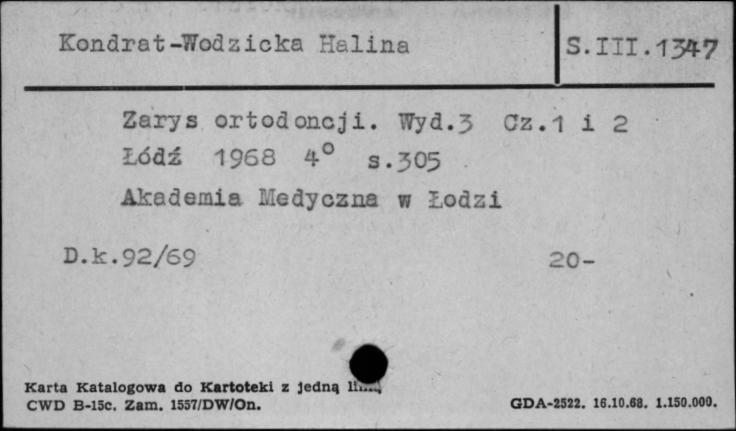 Kondrat-Wodzicka Halina
S.III.1347
Zarys ortodoncji. Wyd.3 Cz.1 i 2
Łódź 1968 4° s.305
Akademia Medyczna w Łodzi
D.k.92/69 20-
Karta Katalogowa do Kartoteki z jedną
CWD B-15c. Zam. 1557/DW/On.
GDA-2522. 16.10.68. 1.150.000.